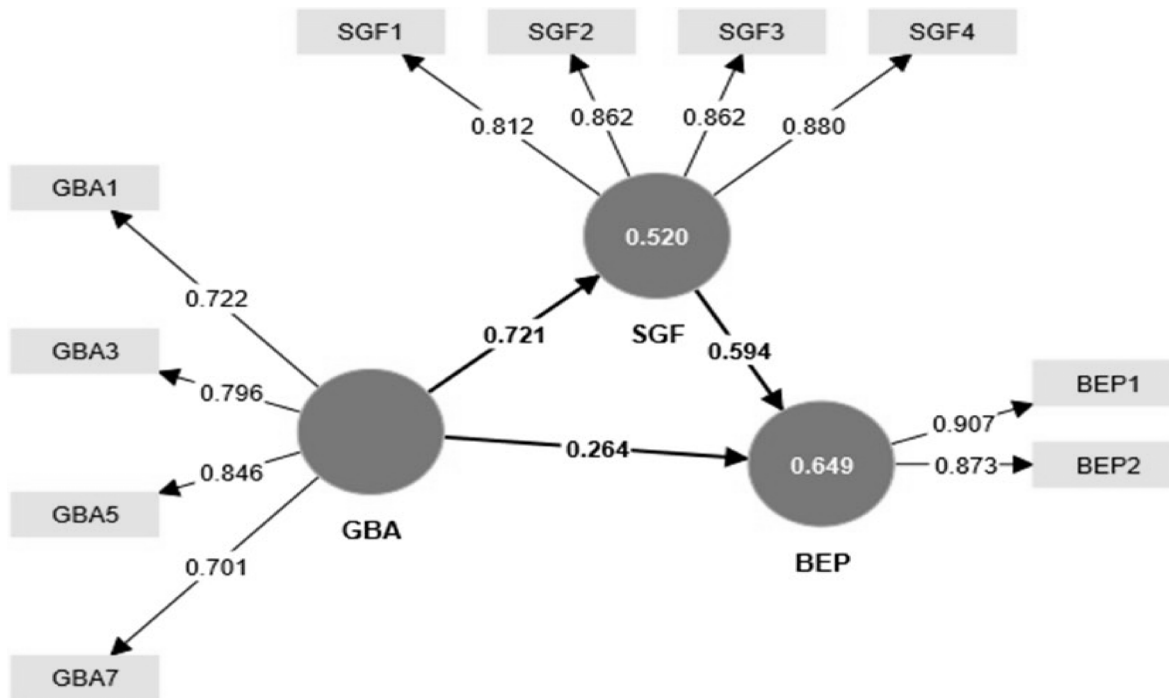 SGF1 SGF2 SGF3 SGF4
0.812 0.862 0.862 0.880
GBA1
0.520
0.722
SGF
0.721
0.594
GBA3
0.796
BEP1
0.907
0.264
0.649
0.873
BEP2
0.846
GBA5
GBA
BEP
0.701
GBA7